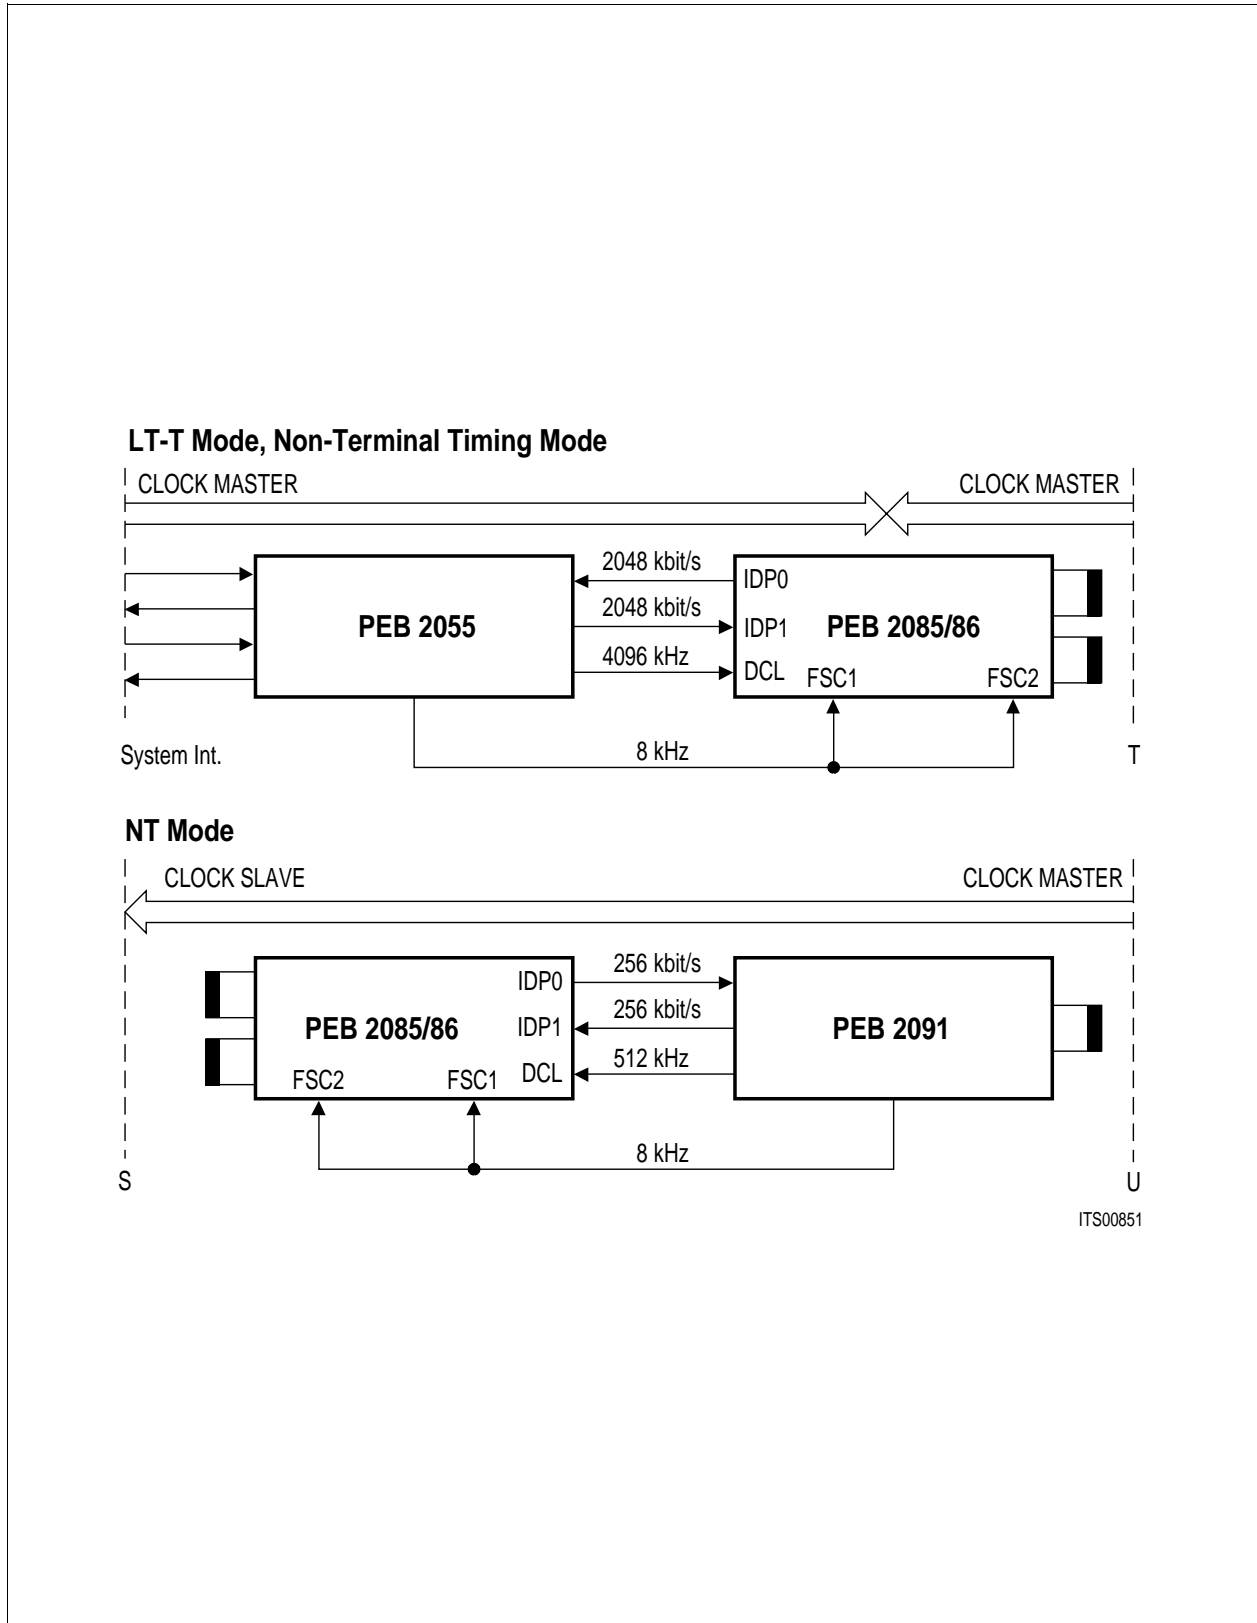 LT-T Mode, Non-Terminal Timing Mode
CLOCK MASTER
CLOCK MASTER
2048 kbit/s
IDP0
PEB 2055
2048 kbit/s
IDP1
PEB 2085/86
4096 kHz
DCL
FSC1
FSC2
System Int.
8 kHz
T
NT Mode
CLOCK SLAVE
CLOCK MASTER
IDP0
256 kbit/s
PEB 2085/86
IDP1
256 kbit/s
PEB 2091
FSC2
FSC1
DCL
512 kHz
8 kHz
S
U
ITS00851